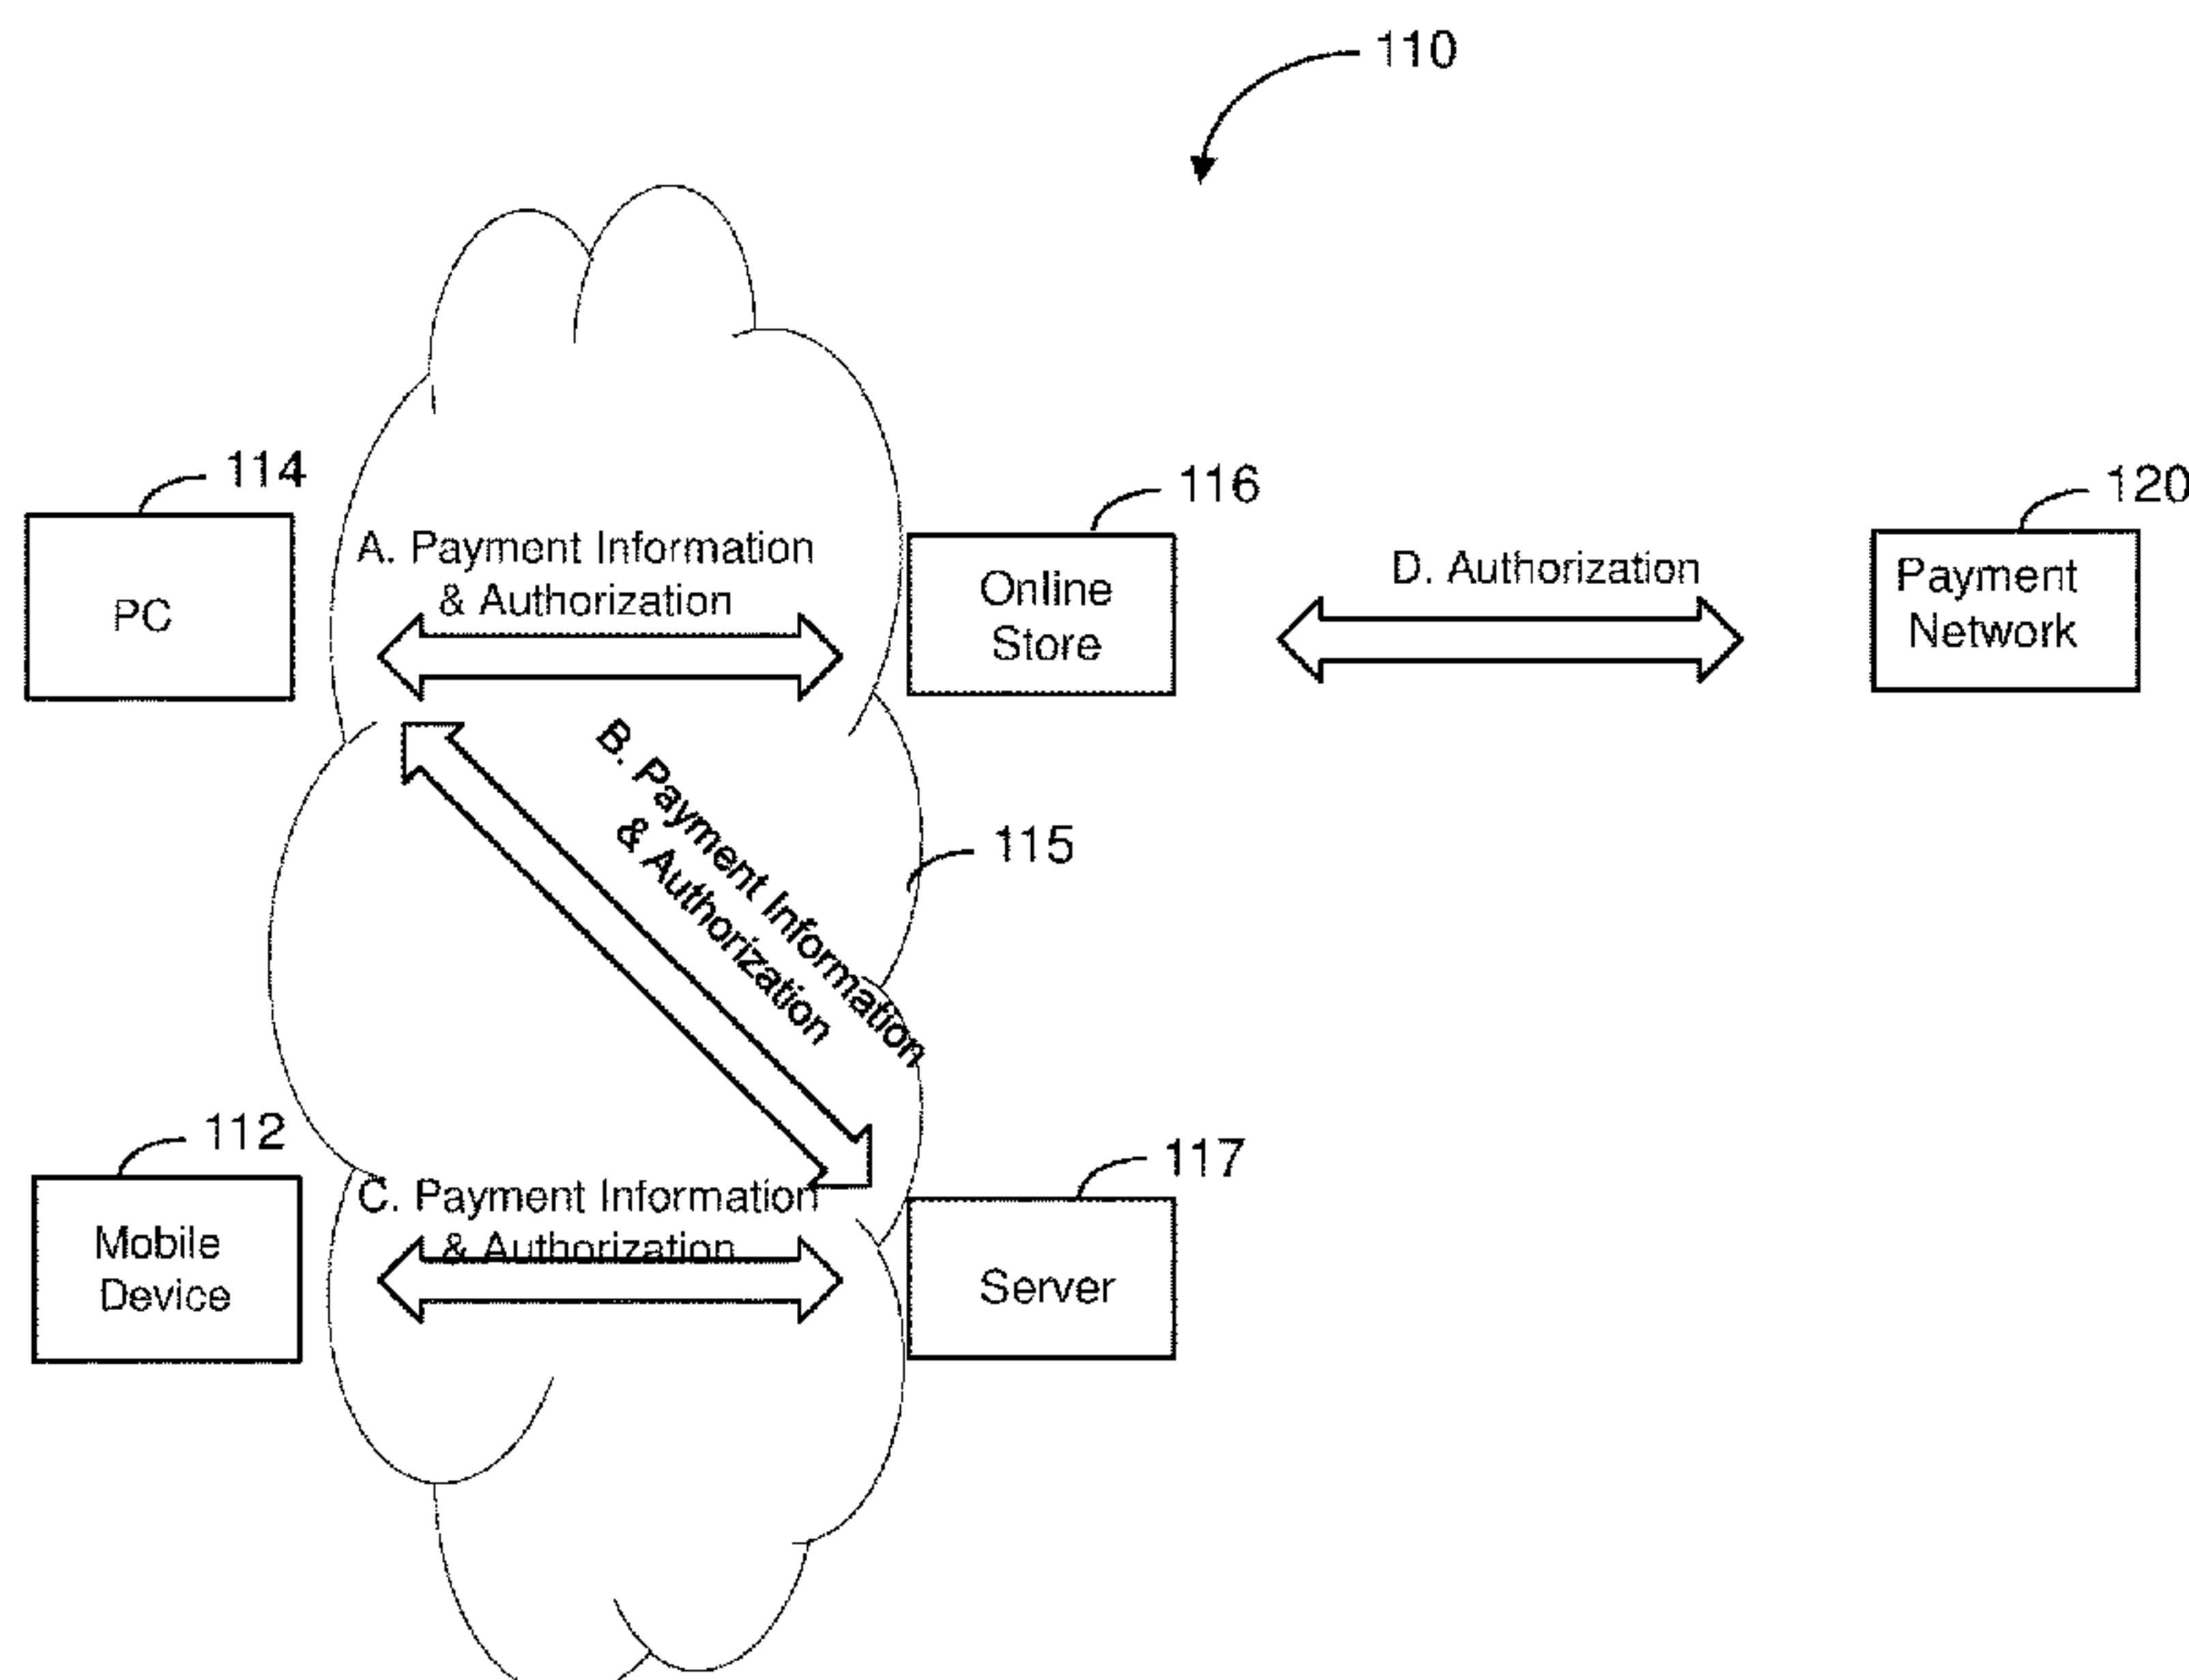 110
114
PC
A. Payment Information
& Authorization
116
Online
Store
D. Authorization
120
Payment
Network
B. Payment Information
& Authorization
115
112
Mobile
Device
C. Payment Information
& Authorization
117
Server